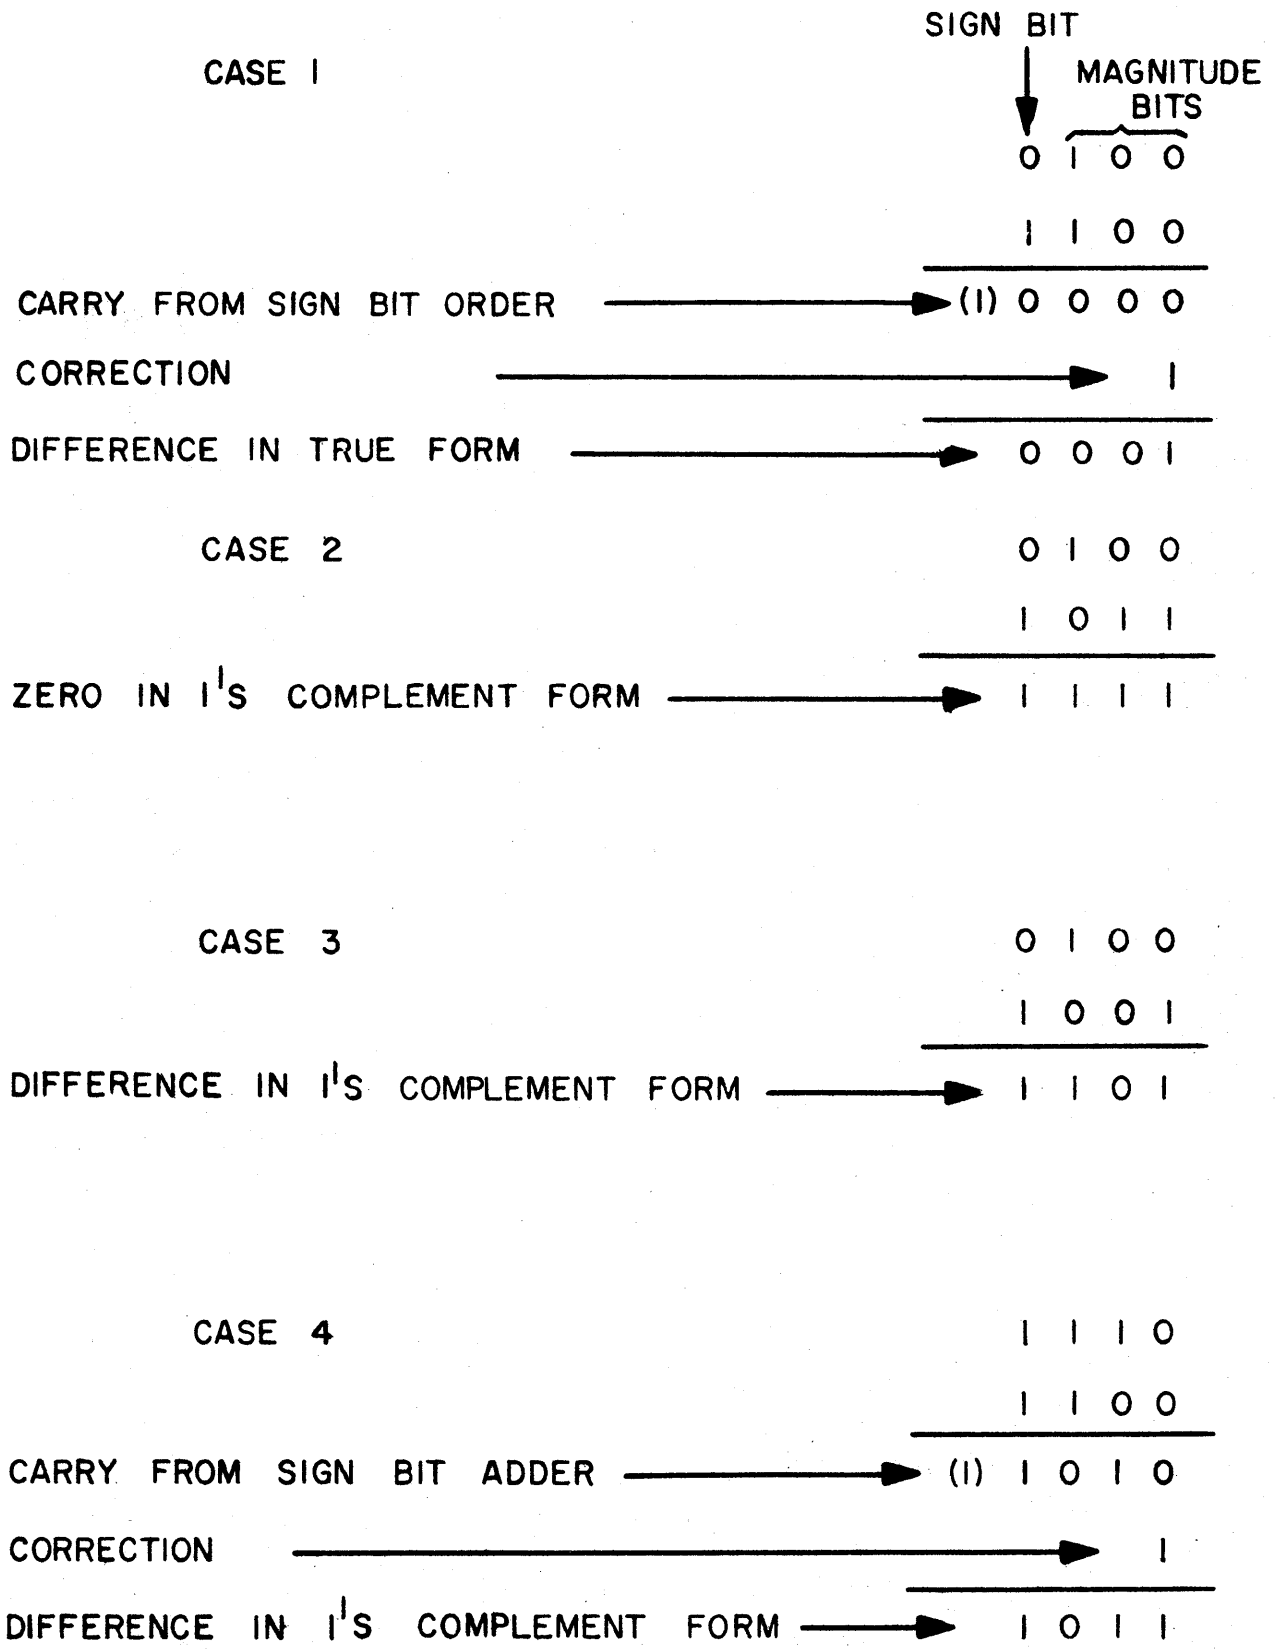 SIGN BIT
CASE 1
MAGNITUDE
BITS
0 1 0 0
1 1 0 0
CARRY FROM SIGN BIT ORDER (1) 0 0 0 0
CORRECTION 1
DIFFERENCE IN TRUE FORM 0 0 0 1
CASE 2 0 1 0 0
1 0 1 1
ZERO IN 1'S COMPLEMENT FORM 1 1 1 1
CASE 3 0 1 0 0
1 0 0 1
DIFFERENCE IN 1'S COMPLEMENT FORM 1 1 0 1
CASE 4 1 1 1 0
1 1 0 0
CARRY FROM SIGN BIT ADDER (1) 1 0 1 0
CORRECTION 1
DIFFERENCE IN 1'S COMPLEMENT FORM 1 0 1 1